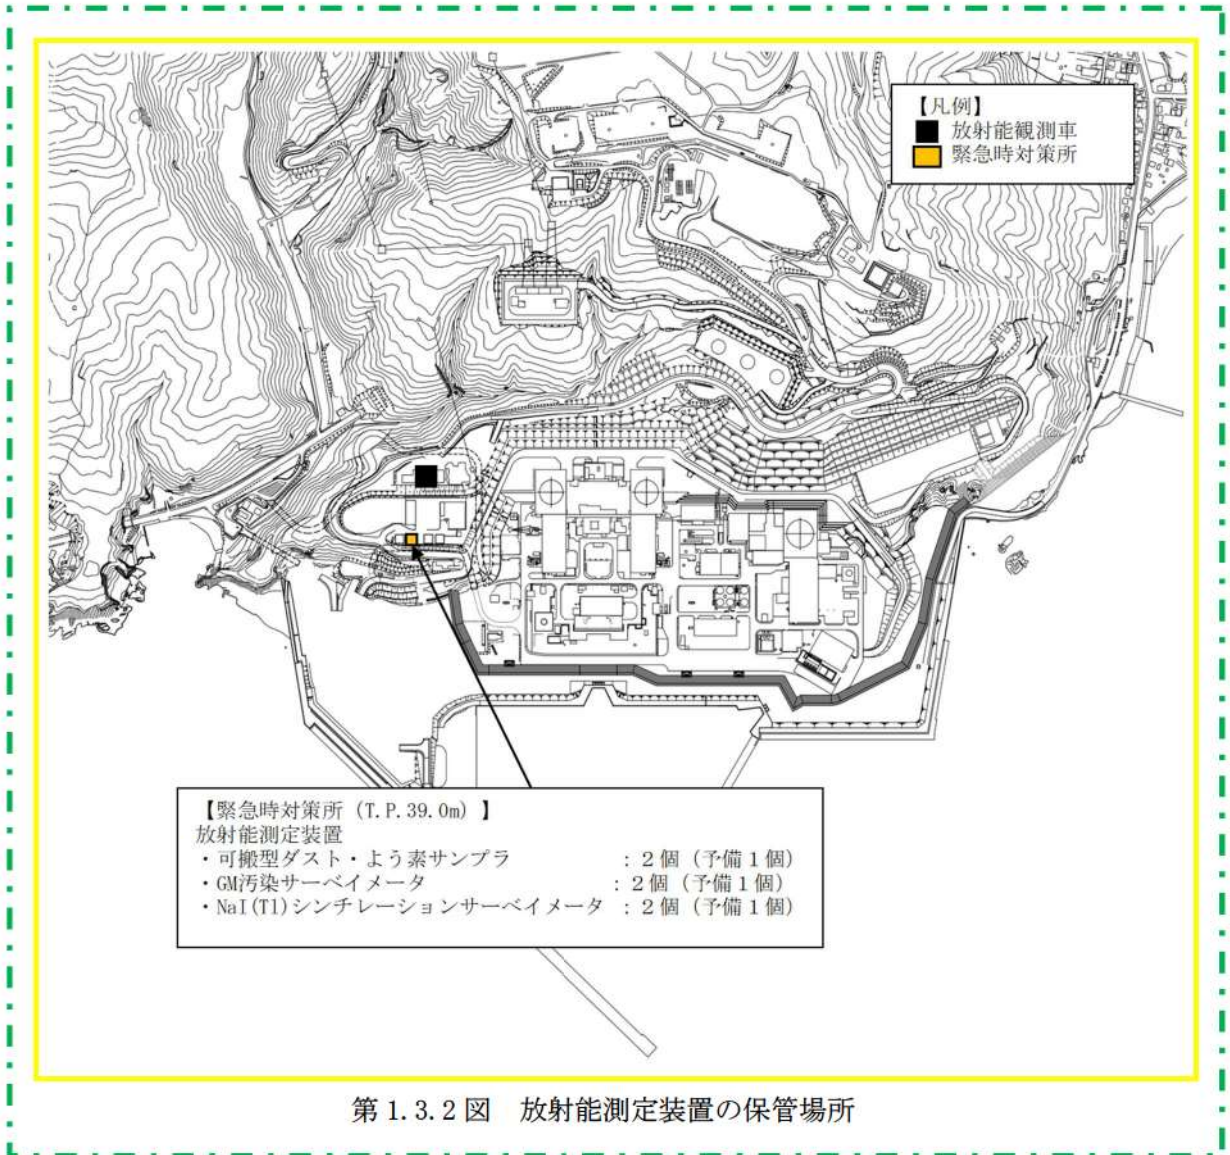 【凡例】
放射能観測車
緊急時対策所
【緊急時対策所（T.P.39.0m）】
放射能測定装置
・可搬型ダスト・よう素サンプラ ：２個（予備１個）
・GM汚染サーベイメータ ：２個（予備１個）
・NaI(Tl)シンチレーションサーベイメータ ：２個（予備１個）
第1.3.2図 放射能測定装置の保管場所